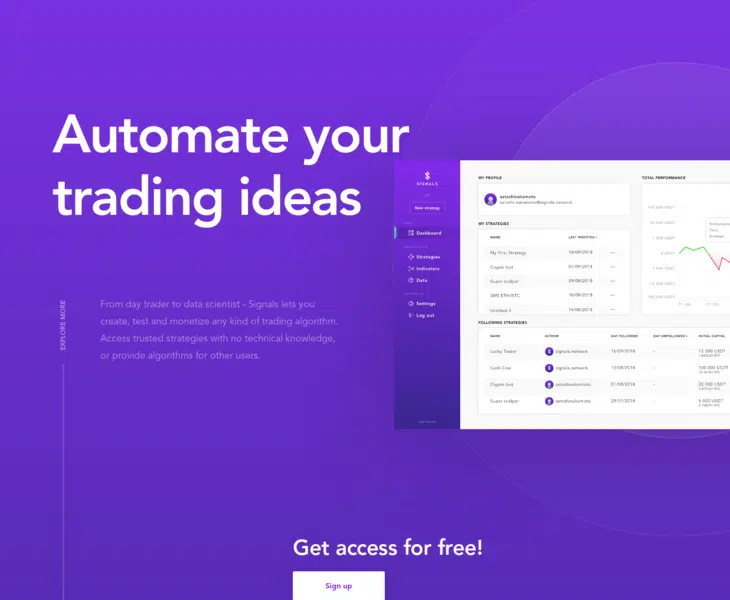 Automate your
trading ideas
EXPLORE MORE
From day trader to data scientist – Signals lets you
create, test and monetize any kind of trading algorithm.
Access trusted strategies with no technical knowledge,
or provide algorithms for other users.
SIGNALS
New strategy
Dashboard
Strategies
Indicators
Data
Settings
Log out
MY PROFILE
satoshinakamoto
satoshi.nakamoto@signals.network
MY STRATEGIES
NAME LAST MODIFIED
My First Strategy 10/09/2018
Crypto bot 07/09/2018
Super scalper 29/08/2018
SMS ETH/BTC 18/08/2018
14/08/2018
TOTAL PERFORMANCE
FOLLOWING STRATEGIES
NAME AUTHOR DAY FOLLOWED DAY UNFOLLOWED INITIAL CAPITAL
Lucky Trader signals.network 16/09/2018 - 12 000 USDT
Cash Cow signals.network 13/08/2018 - 100 000 USDT
Crypto bot satoshinakamoto 01/08/2018 - 20 000 USDT
Super scalper satoshinakamoto 29/01/2018 - 5 000 USDT
Get access for free!
Sign up